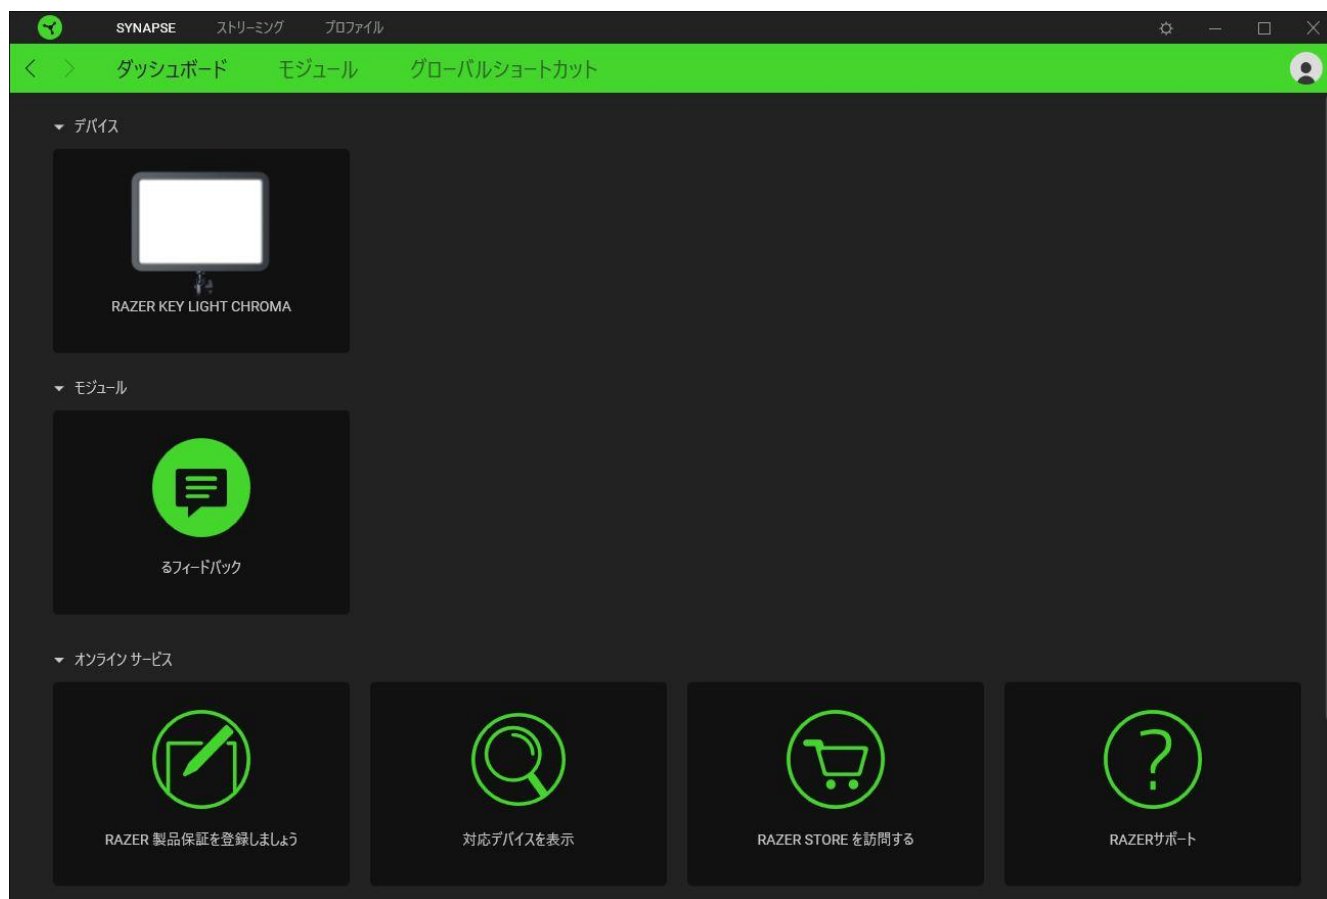 SYNAPSE ストリーミング プロファイル
ダッシュボード モジュール グローバルショートカット
デバイス
RAZER KEY LIGHT CHROMA
モジュール
るフィードバック
オンライン サービス
RAZER 製品保証を登録しましょう 対応デバイスを表示 RAZER STORE を訪問する RAZERサポート